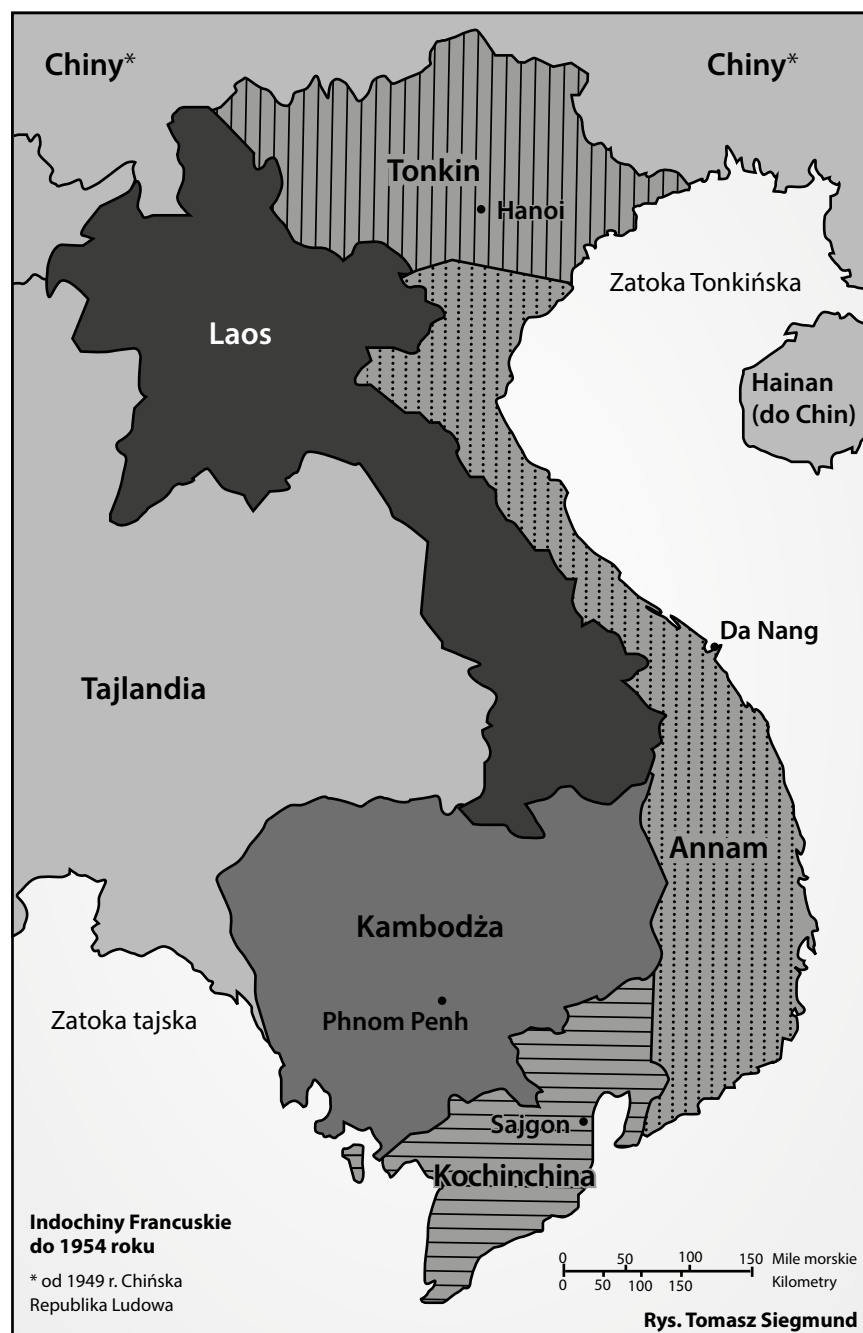 Chiny*
Chiny*
Tonkin
Hanoi
Zatoka Tonkińska
Laos
Hainan
(do Chin)
Da Nang
Tajlandia
Annam
Kambodża
Zatoka tajska
Phnom Penh
Sajgon
Kochinchina
Indochiny Francuskie
do 1954 roku
* od 1949 r. Chińska
Republika Ludowa
0 50 100 150 Mile morskie
0 50 100 150 Kilometry
Rys. Tomasz Siegmund